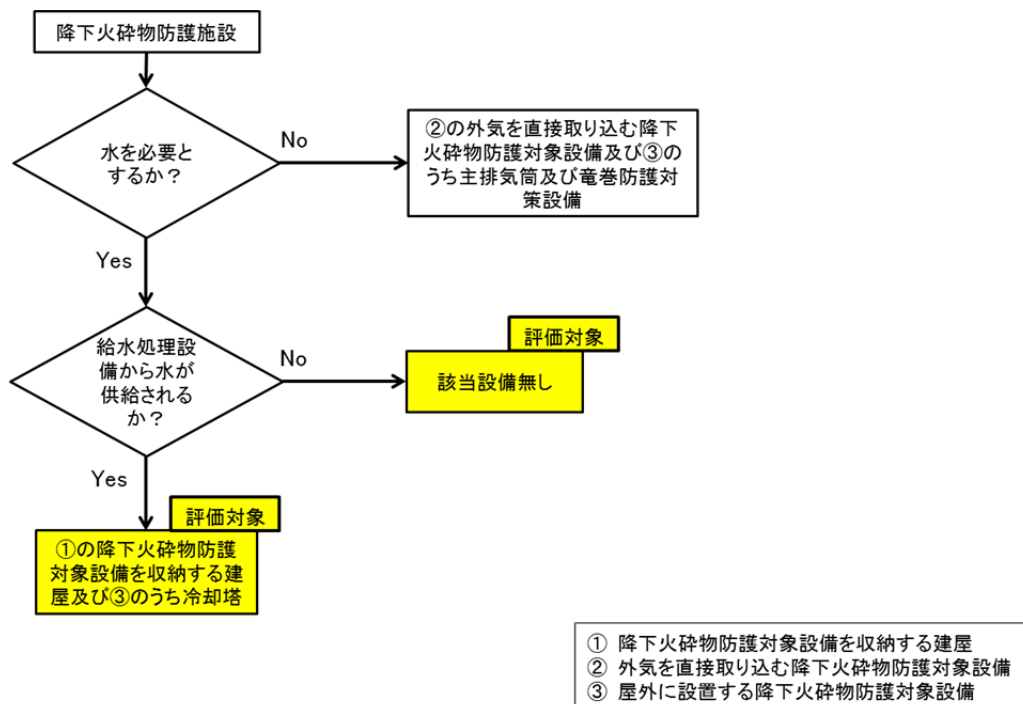 降下火砕物防護施設
水を必要と
するか？
No
②の外気を直接取り込む降下
火砕物防護対象設備及び③の
うち主排気筒及び竜巻防護対
策設備
Yes
給水処理設
備から水が
供給される
か？
No
評価対象
該当設備無し
Yes
評価対象
①の降下火砕物防護
対象設備を収納する建
屋及び③のうち冷却塔
① 降下火砕物防護対象設備を収納する建屋
② 外気を直接取り込む降下火砕物防護対象設備
③ 屋外に設置する降下火砕物防護対象設備